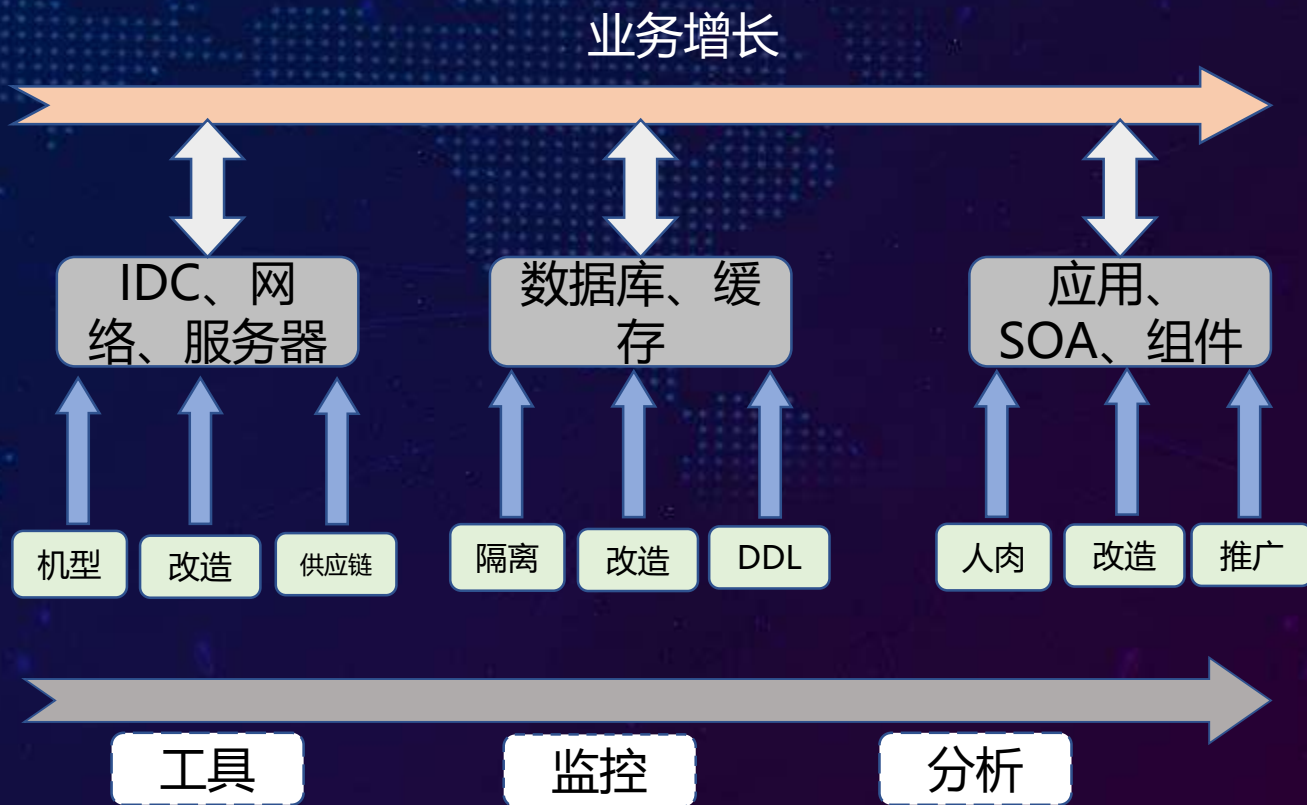 业务增长
IDC、网
络、服务器
数据库、缓
存
应用、
SOA、组件
机型
改造
供应链
隔离
改造
DDL
人肉
改造
推广
工具
监控
分析